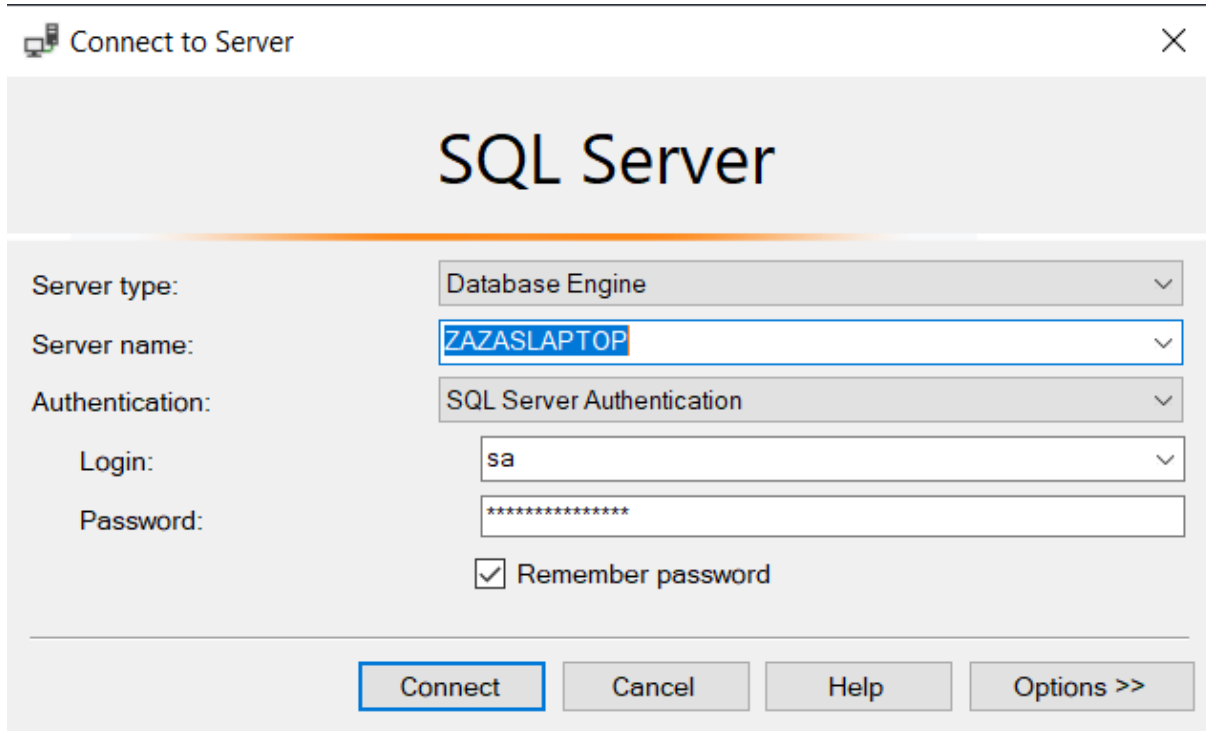 Connect to Server
SQL Server
Server type: Database Engine
Server name: ZAZASLAPTOP
Authentication: SQL Server Authentication
Login: sa
Password: ***************
Remember password
Connect Cancel Help Options >>